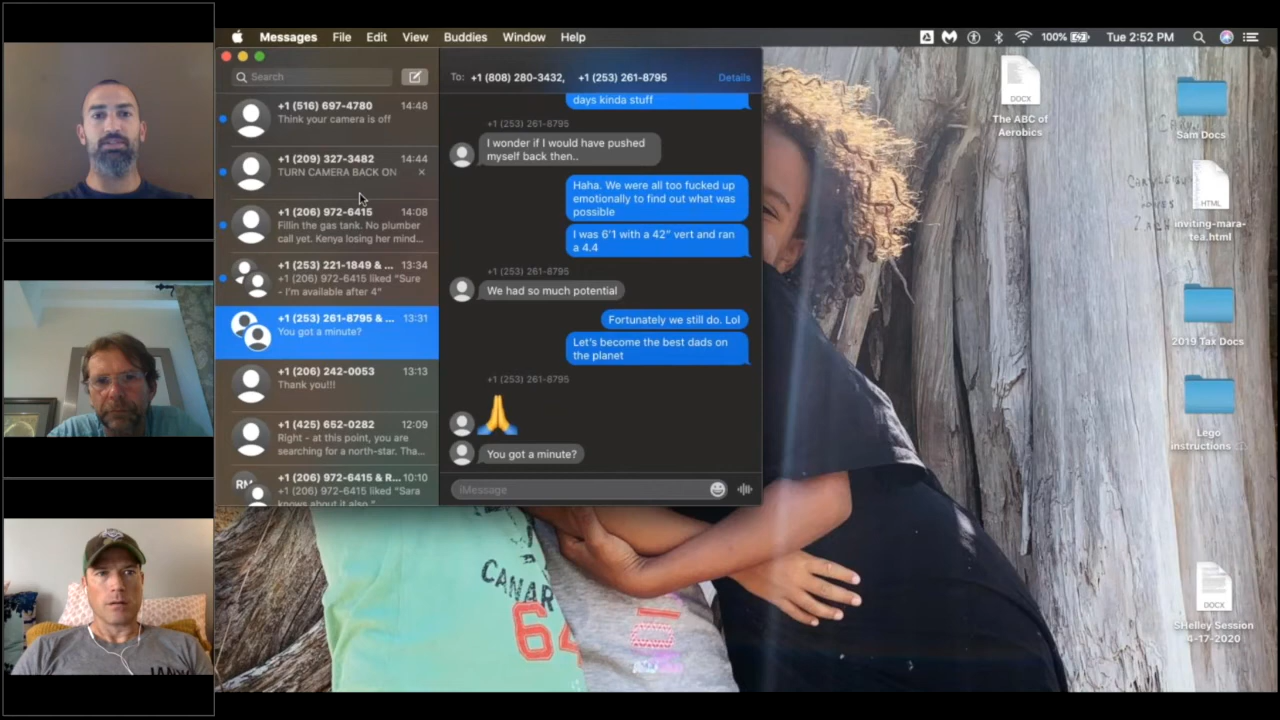 Messages File Edit View Buddies Window Help
100% Tue 2:52 PM
Search
+1 (516) 697-4780 14:48
Think your camera is off
+1 (209) 327-3482 14:44
TURN CAMERA BACK ON
+1 (206) 972-6415 14:08
Fillin the gas tank. No plumber
call yet. Kenya losing her mind...
+1 (253) 221-1849 & ... 13:34
+1 (206) 972-6415 liked "Sure
- I'm available after 4"
+1 (253) 261-8795 & ... 13:31
You got a minute?
+1 (206) 242-0053 13:13
Thank you!!!
+1 (425) 652-0282 12:09
Right - at this point, you are
searching for a north-star. Tha...
RM
+1 (206) 972-6415 & R... 10:10
+1 (206) 972-6415 liked "Sara
knows about it also "
To: +1 (808) 280-3432, +1 (253) 261-8795 Details
days kinda stuff
+1 (253) 261-8795
I wonder if I would have pushed
myself back then..
Haha. We were all too fucked up
emotionally to find out what was
possible
I was 6'1 with a 42" vert and ran
a 4.4
+1 (253) 261-8795
We had so much potential
Fortunately we still do. Lol
Let's become the best dads on
the planet
+1 (253) 261-8795
🙏
You got a minute?
iMessage
DOCX
The ABC of
Aerobics
Sam Docs
HTML
inviting-mara-
tea.html
2019 Tax Docs
Lego
instructions
DOCX
SHelley Session
4-17-2020
CANAR
64